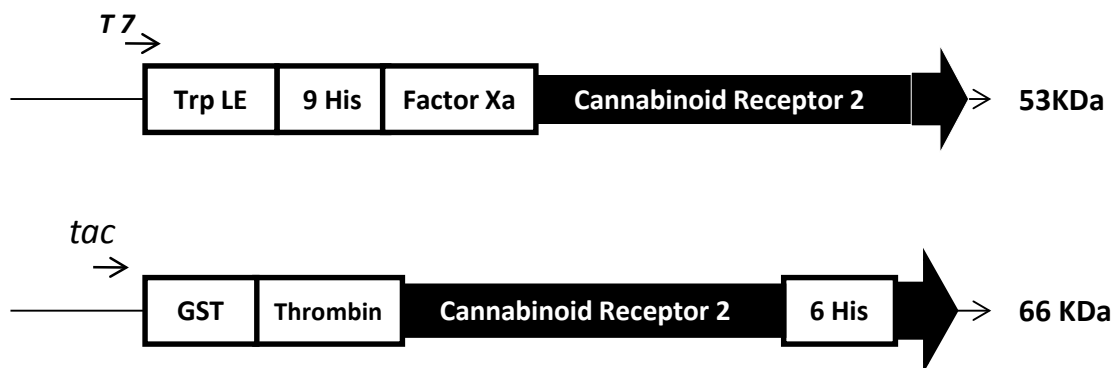 T 7
Trp LE 9 His Factor Xa Cannabinoid Receptor 2 53KDa
tac
GST Thrombin Cannabinoid Receptor 2 6 His 66 KDa